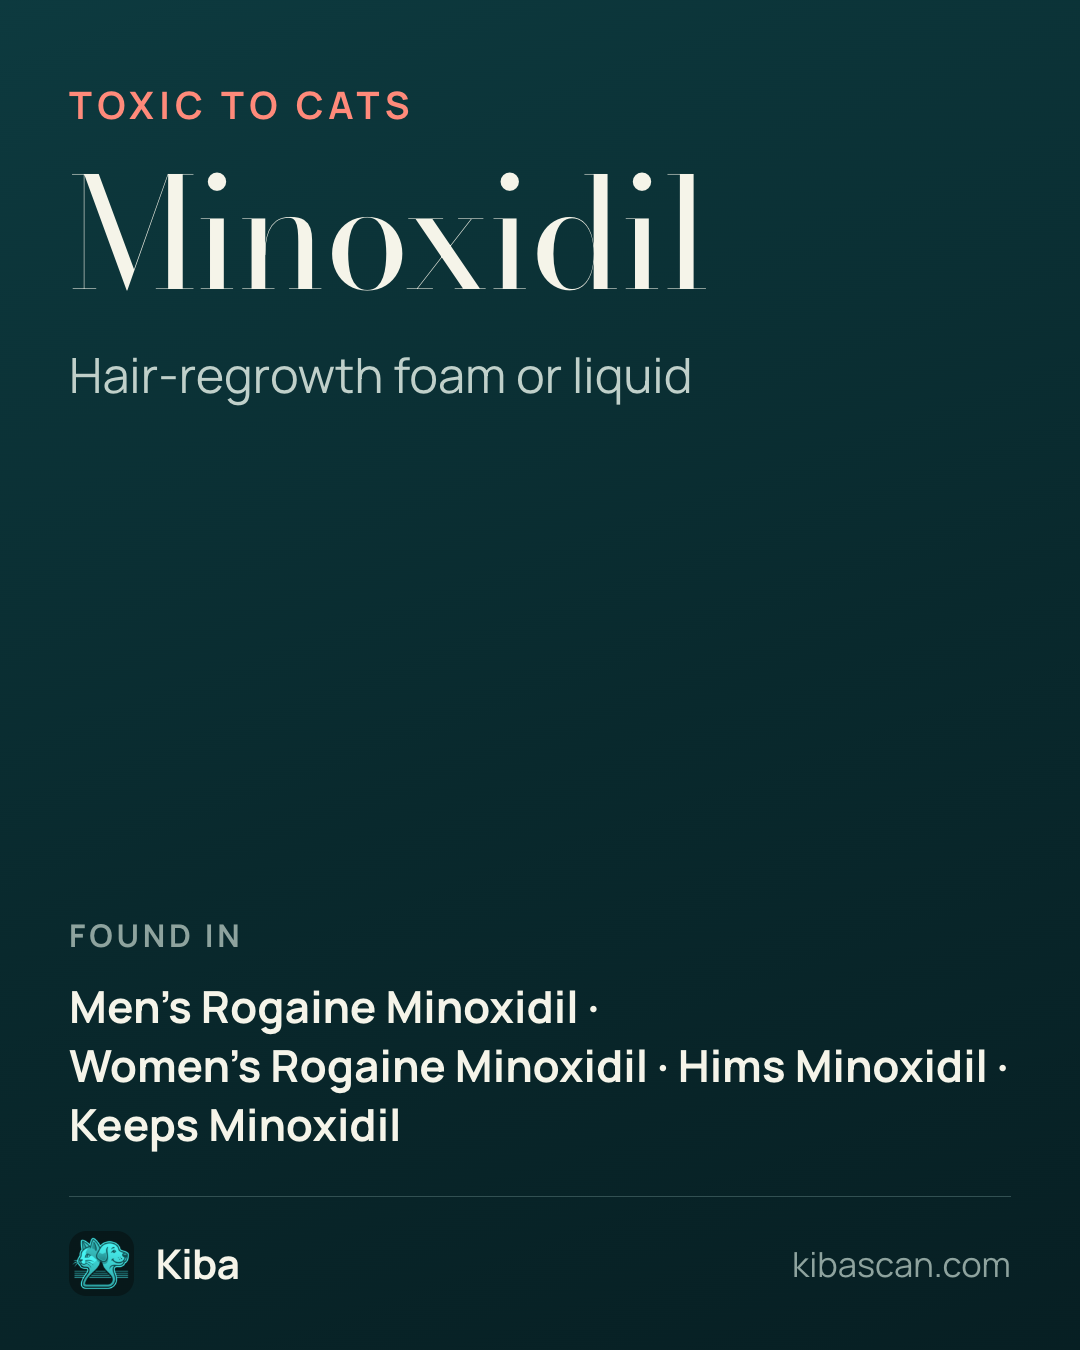 TOXIC TO CATS
Minoxidil
Hair-regrowth foam or liquid
FOUND IN
Men’s Rogaine Minoxidil ·
Women’s Rogaine Minoxidil · Hims Minoxidil ·
Keeps Minoxidil
Kiba
kibascan.com